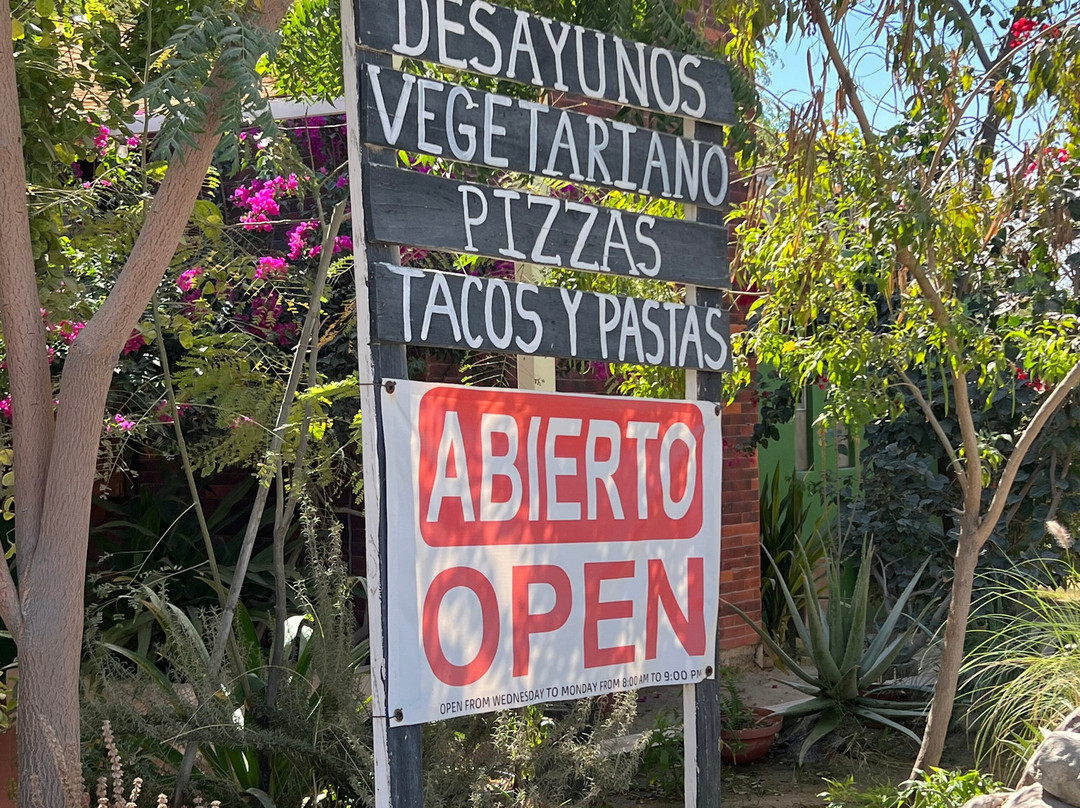 DESAYUNOS
VEGETARIANO
PIZZAS
TACOS Y PASTAS
ABIERTO
OPEN
OPEN FROM WEDNESDAY TO MONDAY FROM 8:00 AM TO 9:00 PM